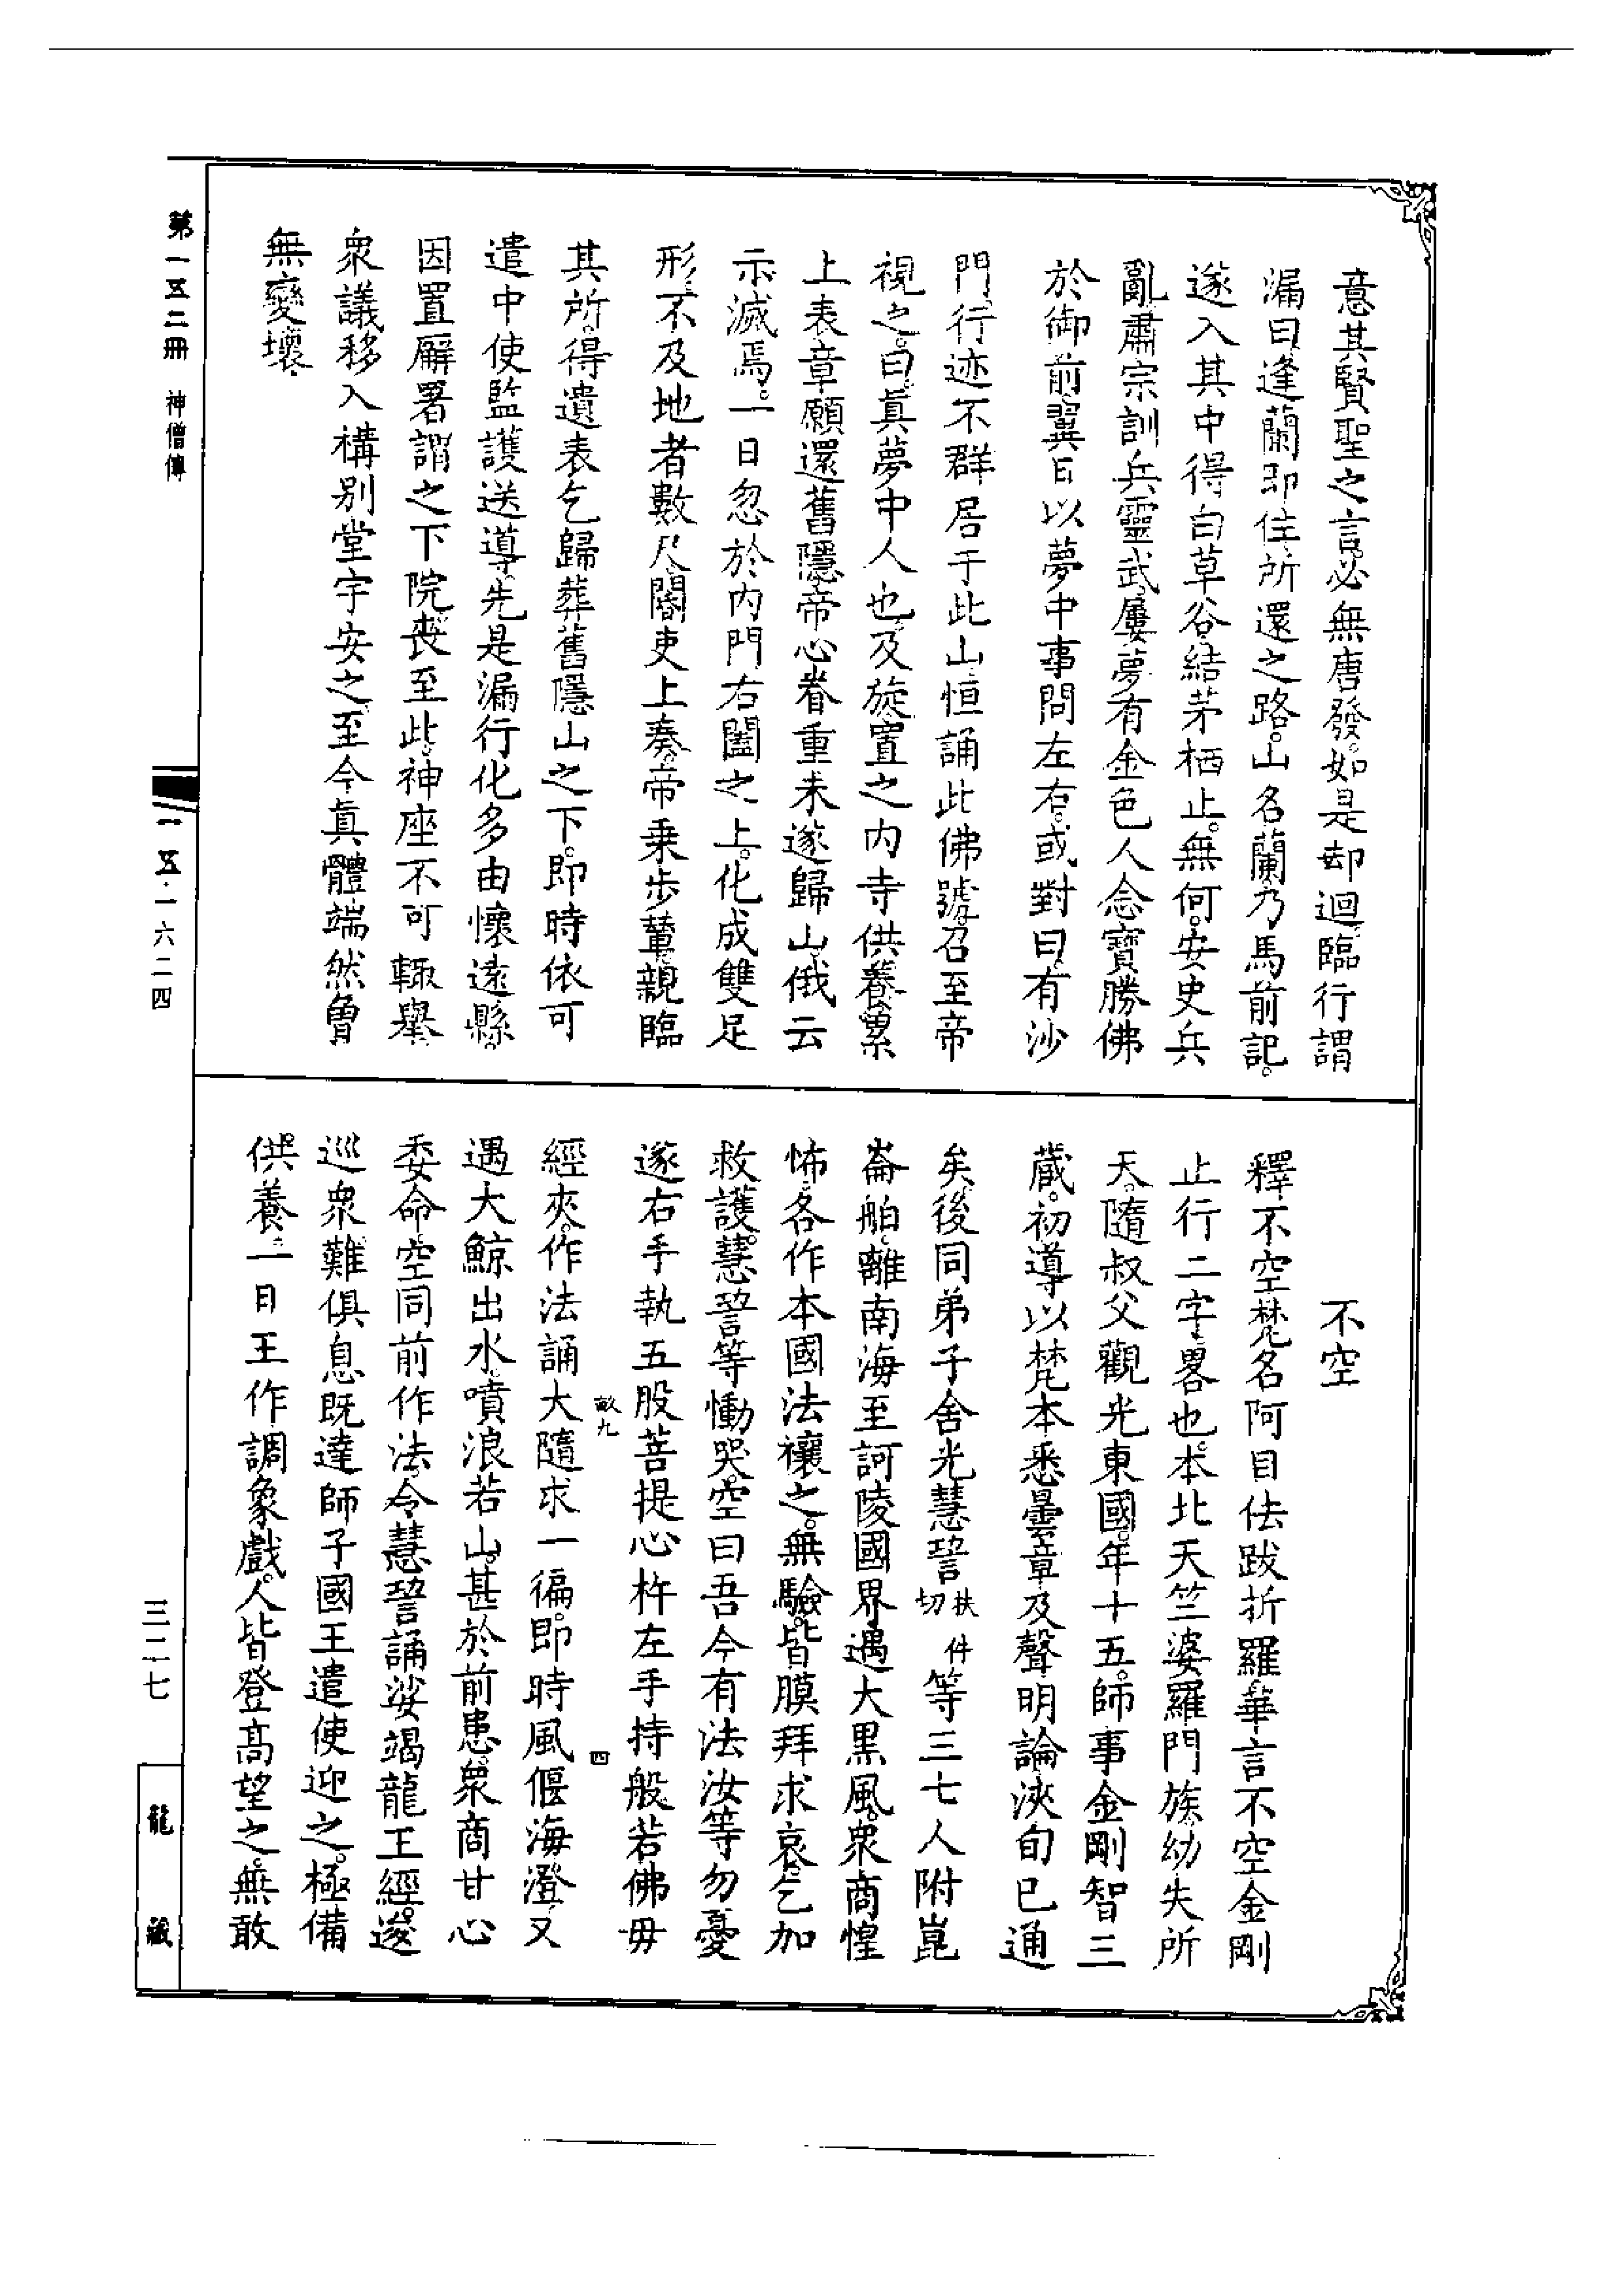 意其賢聖之言必無唐發。如是却迴臨行謂
漏曰逢蘭即住所還之路。山名蘭乃馬前記。
遂入其中得白草谷結茅栖止。無何。安史兵
亂肅宗訓兵靈武屢夢有金色人念寶勝佛
於御前翼日以夢中事問左右。或對曰。有沙
門行迹不群居于此山恒誦此佛號。召至帝
視之曰。真夢中人也及旋置之内寺供養累
上表章願還舊隱帝心眷重未遂歸山俄云
示滅焉。一日忽於内門右闔之上。化成雙足
形不及地者數尺閽吏上奏。帝乗步輦親臨
其所。得遺表乞歸葬舊隱山之下。即時依可
遣中使監護送導。先是漏行化多由懷遠縣。
因置廨署謂之下院喪至此神座不可輙舉
衆議移入構别堂宇安之至今真體端然曾
無變壞
不空
釋不空梵名阿目佉跋折羅華言不空金剛
止行二字畧也。本北天竺婆羅門族幼失所
天隨叔父觀光東國。年十五。師事金剛智三
藏。初導以梵本悉曇章及聲明論浹旬已通
矣後同弟子含光慧䇷扶件切等三七人附崑
崙舶離南海至訶陵國界遇大黒風。衆商惶
怖各作本國法禳之。無驗。皆膜拜求哀乞加
救護。慧䇷等慟哭。空曰吾今有法汝等勿憂
遂右手執五股菩提心杵左手持般若佛毋
畝九
四
經夾。作法誦大隨求一徧。即時風偃海澄又
遇大鯨出水噴浪若山。甚於前患衆商甘心
委命空同前作法令慧䇷誦娑竭龍王經。逡
巡衆難俱息既達師子國王遣使迎之。極備
供養一日王作調象戲。人皆登高望之無敢
第一五二冊
神僧傳
一五·一六二四
三二七
龍藏